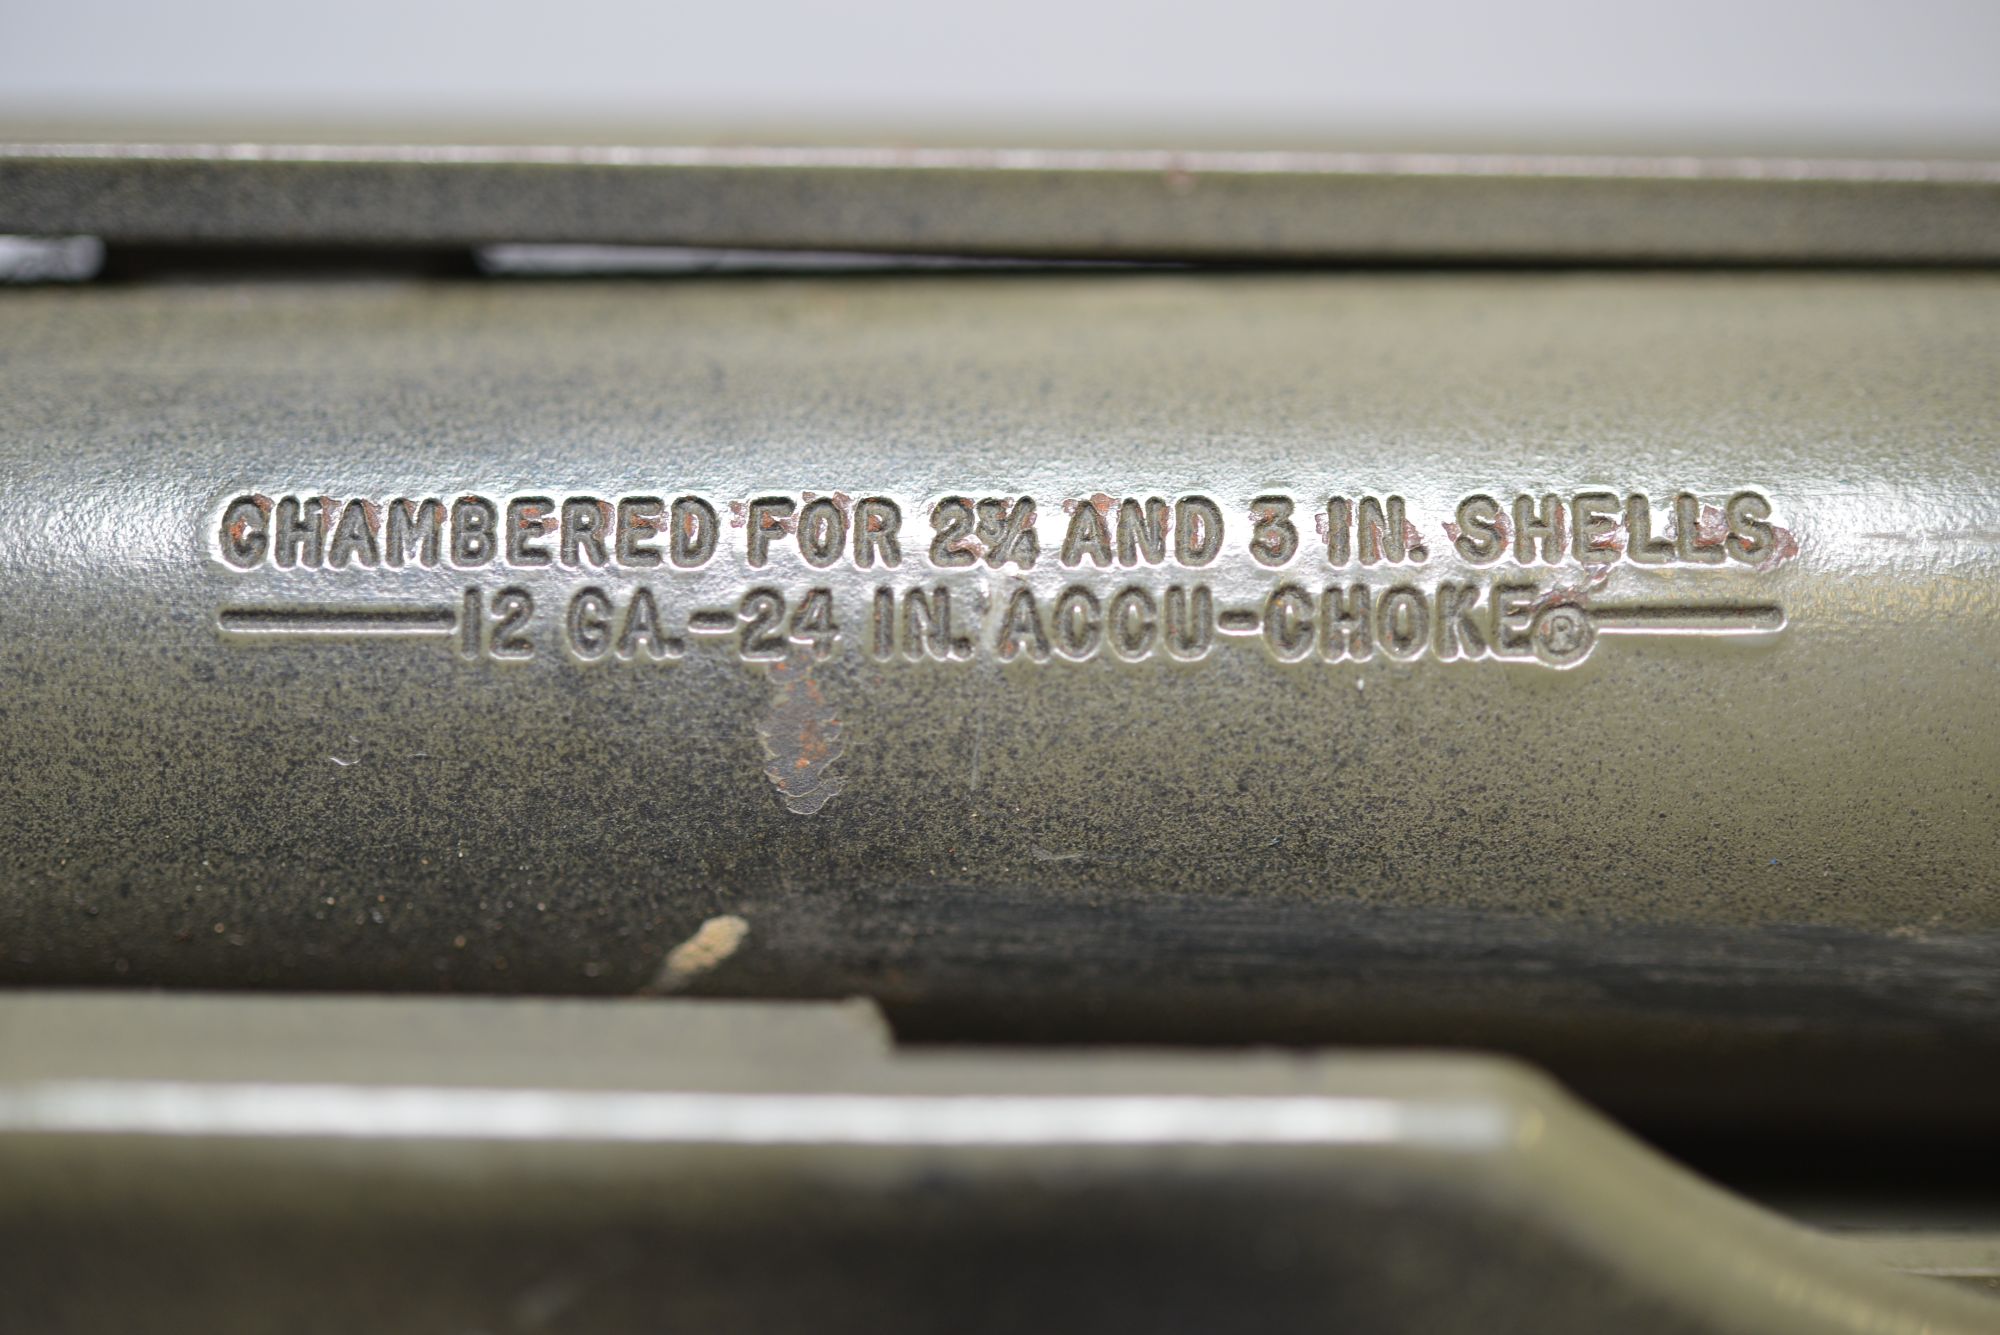 CHAMBERED FOR 2¾ AND 3 IN. SHELLS
12 GA.-24 IN. ACCU-CHOKE®